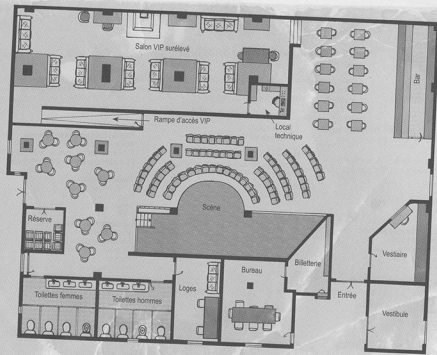 Salon VIP surélevé
Bar
Rampe d'accès VIP
Local
technique
Scène
Réserve
Vestiaire
Billetterie
Bureau
Loges
Entrée
Toilettes femmes
Toilettes hommes
Vestibule